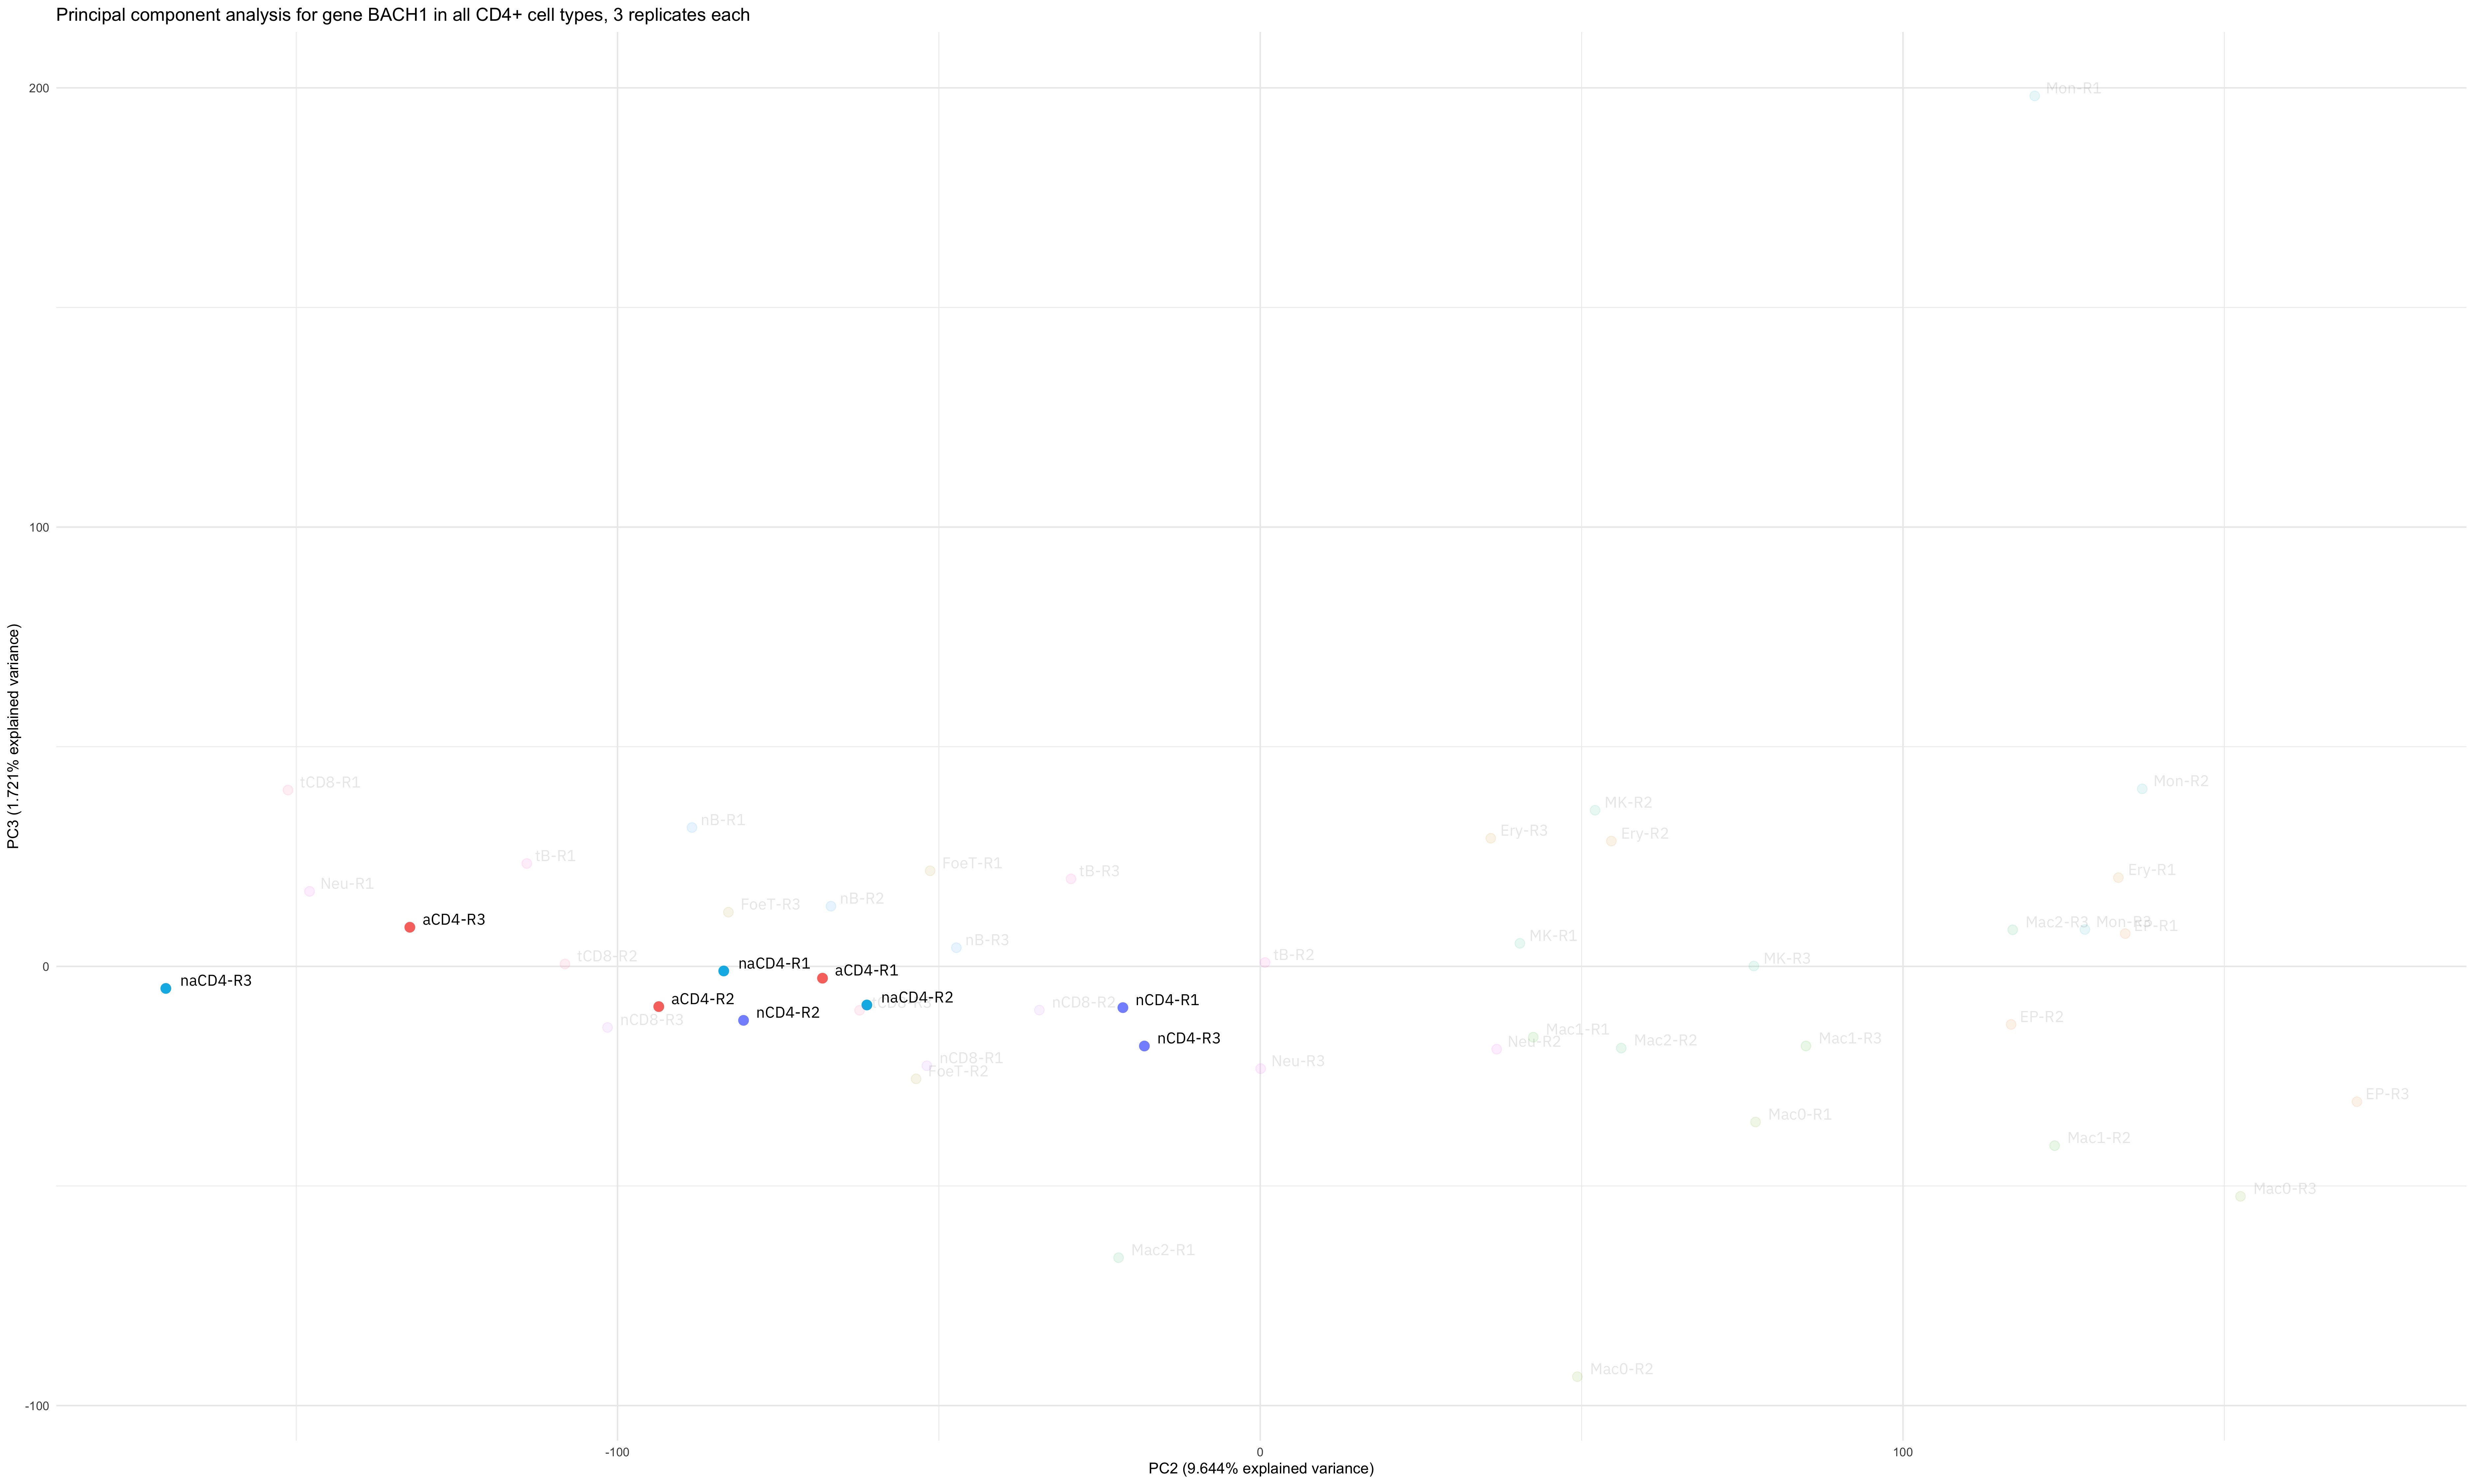 Principal component analysis for gene BACH1 in all CD4+ cell types, 3 replicates each
200
Mon-R1
100
PC3 (1.721% explained variance)
tCD8-R1
Mon-R2
MK-R2
nB-R1
Ery-R3
Ery-R2
tB-R1
FoeT-R1
tB-R3
Ery-R1
Neu-R1
nB-R2
FoeT-R3
aCD4-R3
Mac2-R3
Mon-R3
EP-R1
MK-R1
nB-R3
tCD8-R2
tB-R2
MK-R3
0
naCD4-R1
aCD4-R1
naCD4-R3
aCD4-R2
naCD4-R2
nCD8-R2
nCD4-R1
nCD4-R2
nCD8-R3
EP-R2
Mac1-R1
nCD4-R3
Neu-R2
Mac2-R2
Mac1-R3
nCD8-R1
Neu-R3
FoeT-R2
EP-R3
Mac0-R1
Mac1-R2
Mac0-R3
Mac2-R1
Mac0-R2
-100
-100
0
100
PC2 (9.644% explained variance)